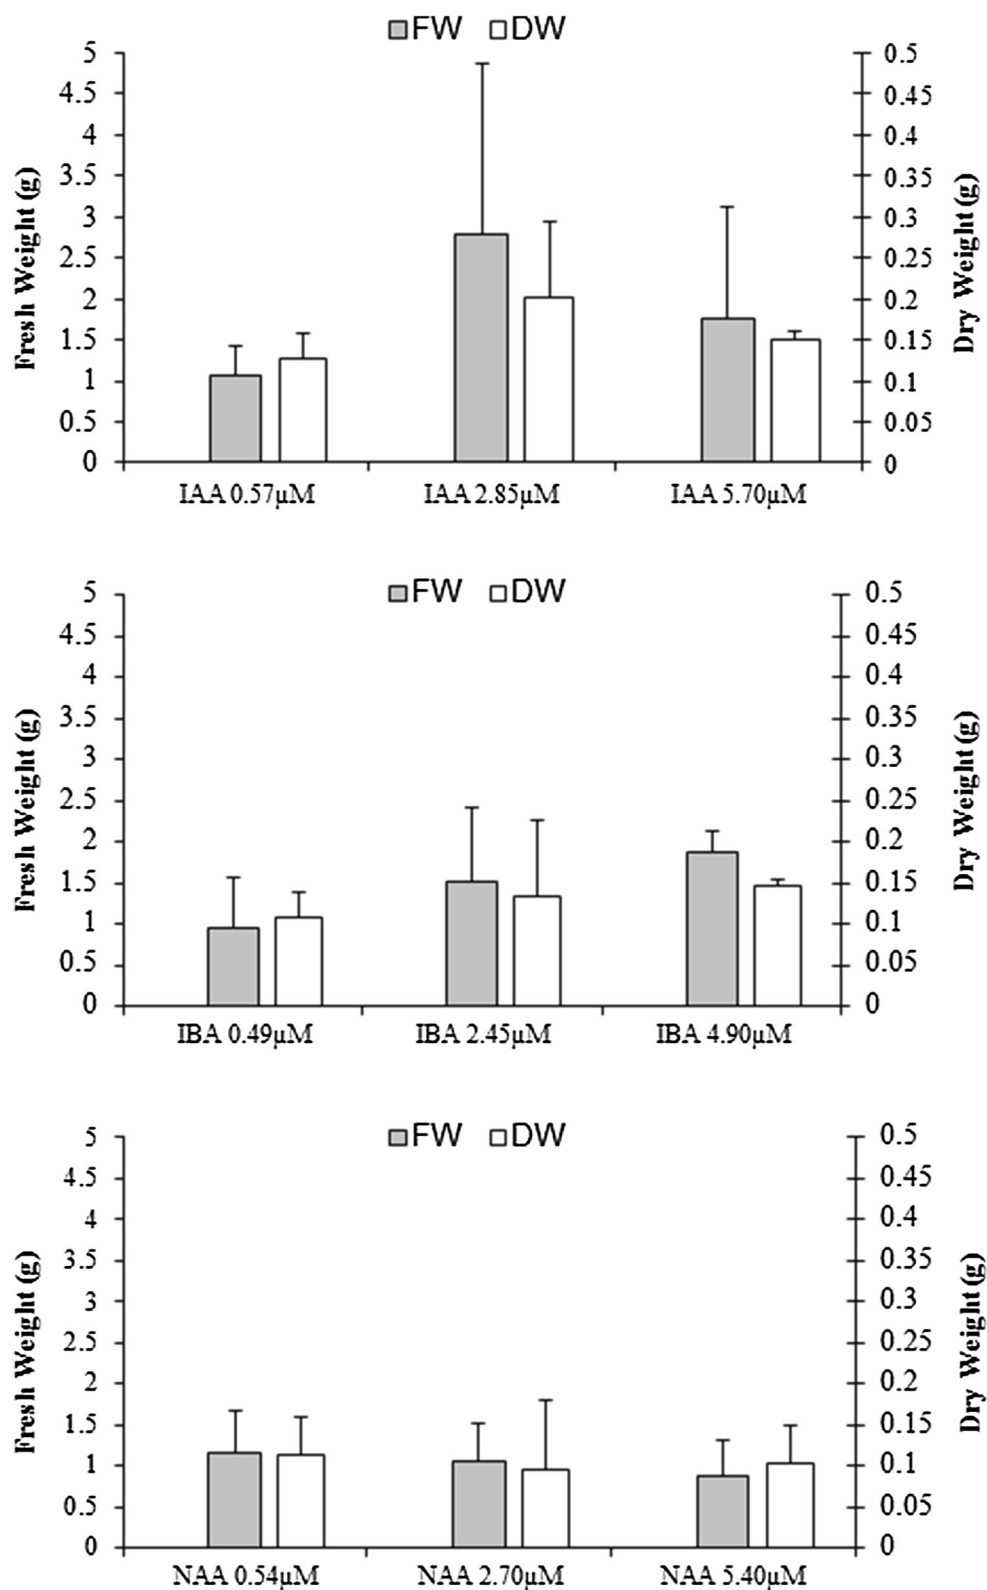 FW DW
5 0.5
4.5 0.45
4 0.4
3.5 0.35
3 0.3
2.5 0.25
2 0.2
1.5 0.15
1 0.1
0.5 0.05
0 0
Fresh Weight (g)
Dry Weight (g)
IAA 0.57µM IAA 2.85µM IAA 5.70µM
FW DW
5 0.5
4.5 0.45
4 0.4
3.5 0.35
3 0.3
2.5 0.25
2 0.2
1.5 0.15
1 0.1
0.5 0.05
0 0
Fresh Weight (g)
Dry Weight (g)
IBA 0.49µM IBA 2.45µM IBA 4.90µM
FW DW
5 0.5
4.5 0.45
4 0.4
3.5 0.35
3 0.3
2.5 0.25
2 0.2
1.5 0.15
1 0.1
0.5 0.05
0 0
Fresh Weight (g)
Dry Weight (g)
NAA 0.54µM NAA 2.70µM NAA 5.40µM